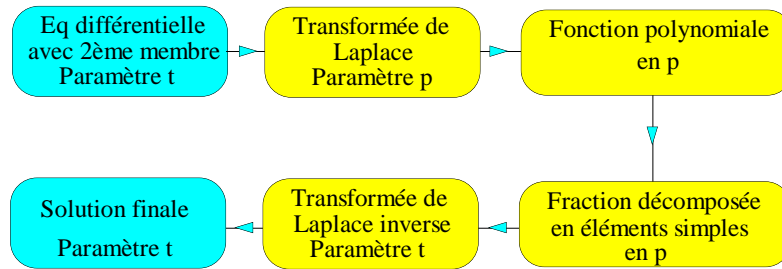 Eq différentielle
avec 2ème membre
Paramètre t
Transformée de
Laplace
Paramètre p
Fonction polynomiale
en p
Solution finale
Paramètre t
Transformée de
Laplace inverse
Paramètre t
Fraction décomposée
en éléments simples
en p